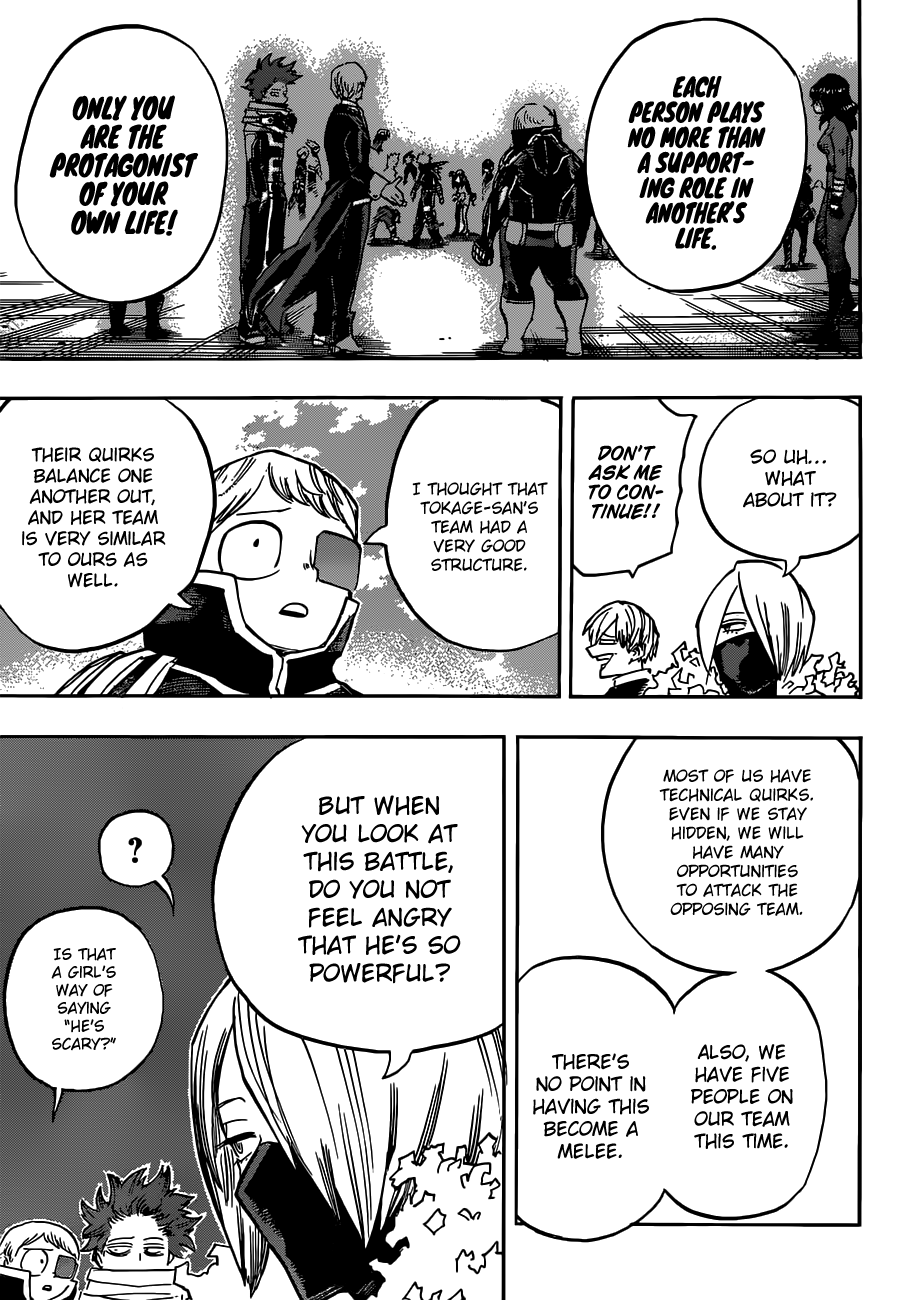 EACH
PERSON PLAYS
NO MORE THAN
A SUPPORT-
ING ROLE IN
ANOTHER'S
LIFE.
ONLY YOU
ARE THE
PROTAGONIST
OF YOUR
OWN LIFE!
SO UH...
WHAT
ABOUT IT?
DON'T
ASK ME
TO CON-
TINUE!!
I THOUGHT THAT
TOKAGE-SAN'S
TEAM HAD A
VERY GOOD
STRUCTURE.
THEIR QUIRKS
BALANCE ONE
ANOTHER OUT,
AND HER TEAM
IS VERY SIMILAR
TO OURS AS
WELL.
MOST OF US HAVE
TECHNICAL QUIRKS.
EVEN IF WE STAY
HIDDEN, WE WILL
HAVE MANY
OPPORTUNITIES
TO ATTACK THE
OPPOSING TEAM.
ALSO, WE
HAVE FIVE
PEOPLE ON
OUR TEAM
THIS TIME.
THERE'S
NO POINT IN
HAVING THIS
BECOME A
MELEE.
BUT WHEN
YOU LOOK AT
THIS BATTLE,
DO YOU NOT
FEEL ANGRY
THAT HE'S SO
POWERFUL?
?
IS THAT
A GIRL'S
WAY OF
SAYING
"HE'S
SCARY?"